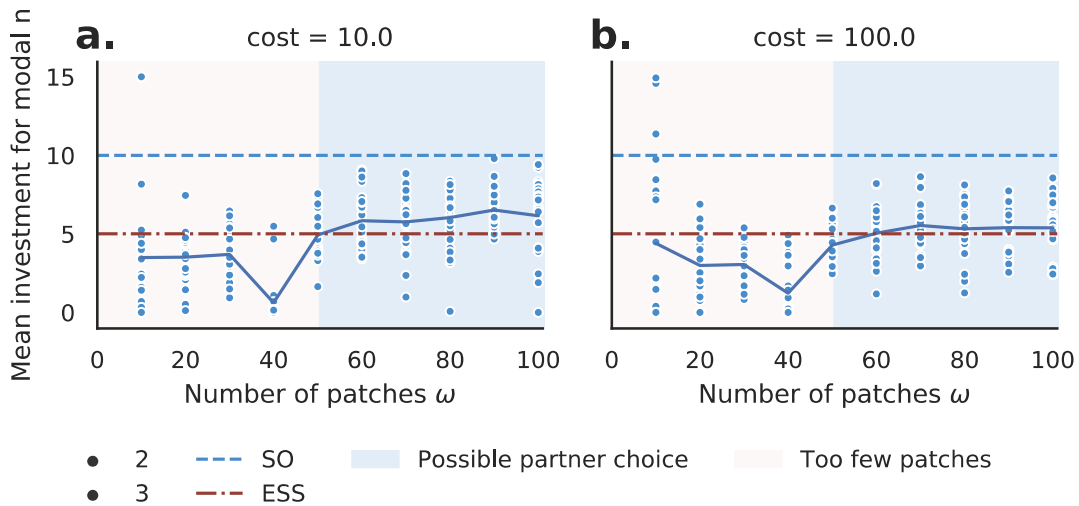 a.
cost = 10.0
b.
cost = 100.0
Mean investment for modal n
15
10
5
0
0 20 40 60 80 100
0 20 40 60 80 100
Number of patches ω
Number of patches ω
2 SO Possible partner choice Too few patches
3 ESS